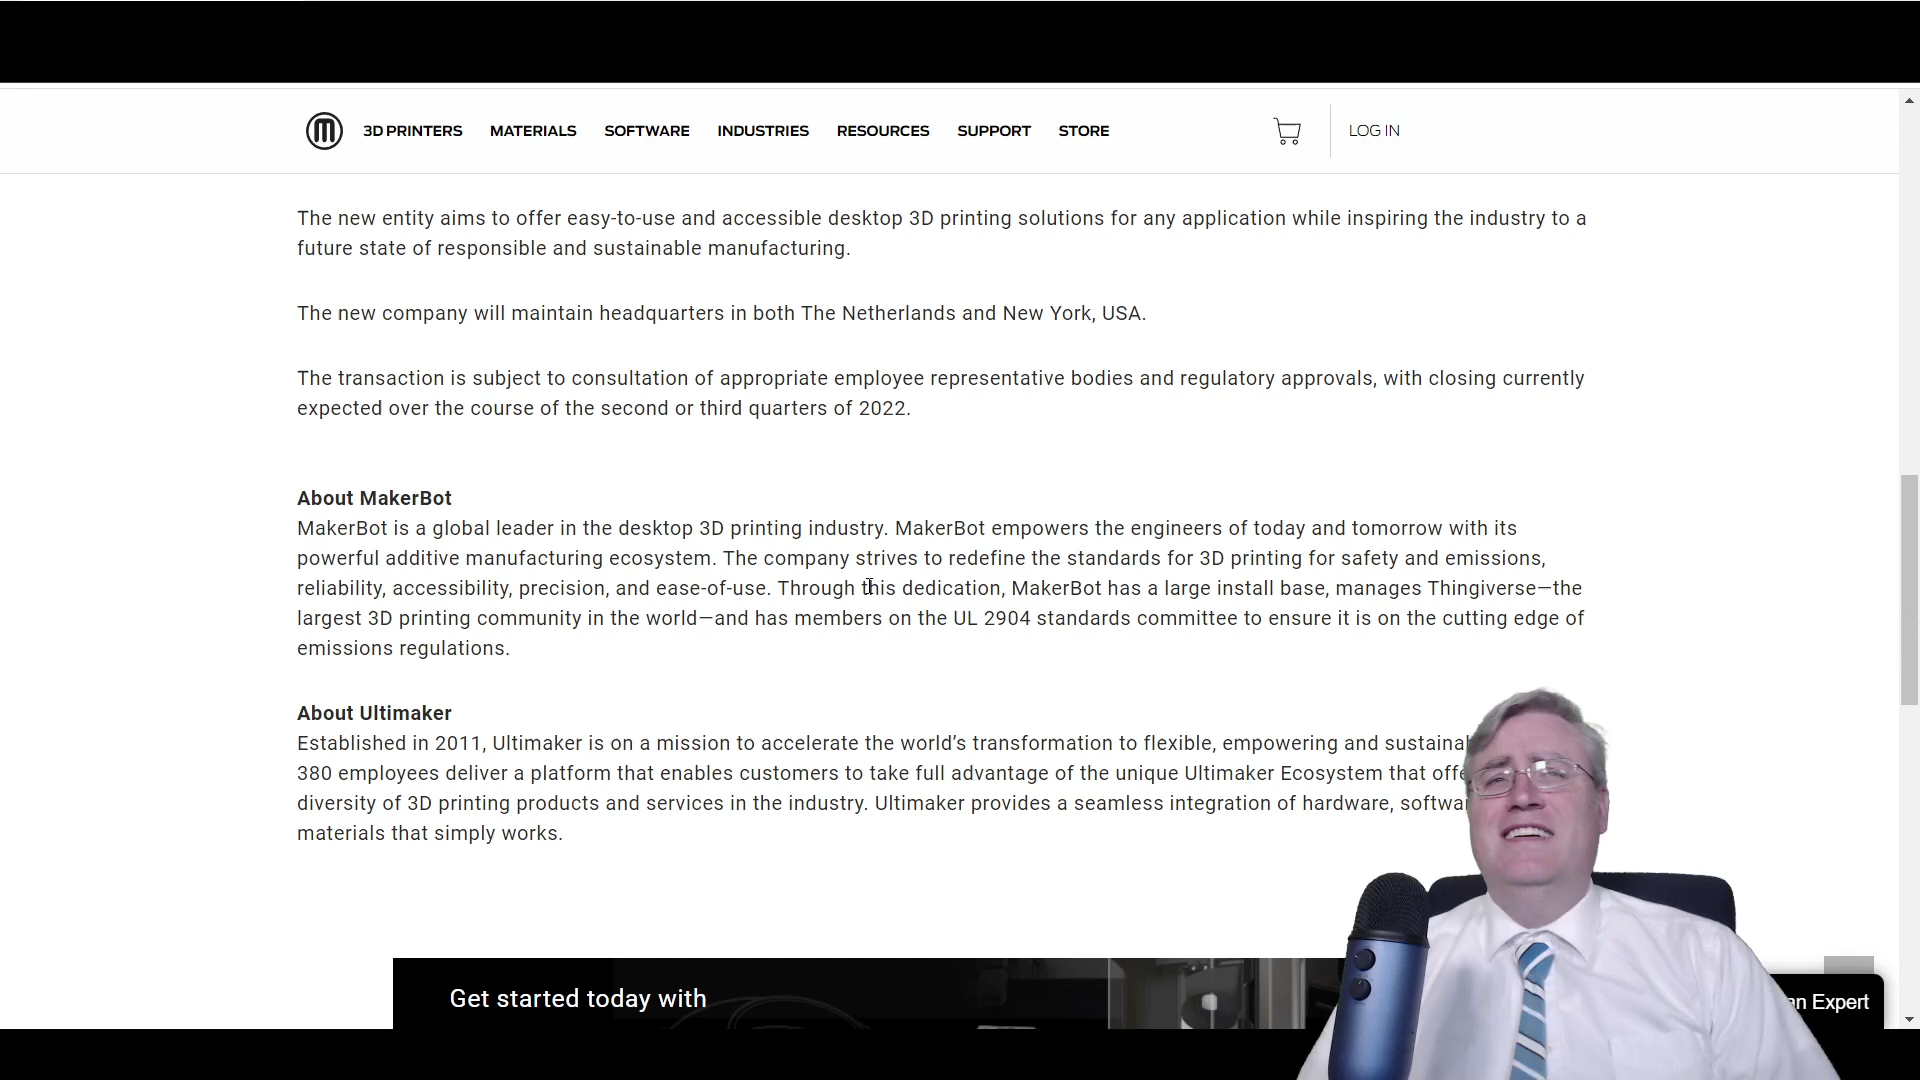 3D PRINTERS MATERIALS SOFTWARE INDUSTRIES RESOURCES SUPPORT STORE LOG IN
The new entity aims to offer easy-to-use and accessible desktop 3D printing solutions for any application while inspiring the industry to a
future state of responsible and sustainable manufacturing.
The new company will maintain headquarters in both The Netherlands and New York, USA.
The transaction is subject to consultation of appropriate employee representative bodies and regulatory approvals, with closing currently
expected over the course of the second or third quarters of 2022.
About MakerBot
MakerBot is a global leader in the desktop 3D printing industry. MakerBot empowers the engineers of today and tomorrow with its
powerful additive manufacturing ecosystem. The company strives to redefine the standards for 3D printing for safety and emissions,
reliability, accessibility, precision, and ease-of-use. Through this dedication, MakerBot has a large install base, manages Thingiverse—the
largest 3D printing community in the world—and has members on the UL 2904 standards committee to ensure it is on the cutting edge of
emissions regulations.
About Ultimaker
Established in 2011, Ultimaker is on a mission to accelerate the world’s transformation to flexible, empowering and
380 employees deliver a platform that enables customers to take full advantage of the unique Ultimaker Ecosystem that
diversity of 3D printing products and services in the industry. Ultimaker provides a seamless integration of hardware,
materials that simply works.
Get started today with
an Expert